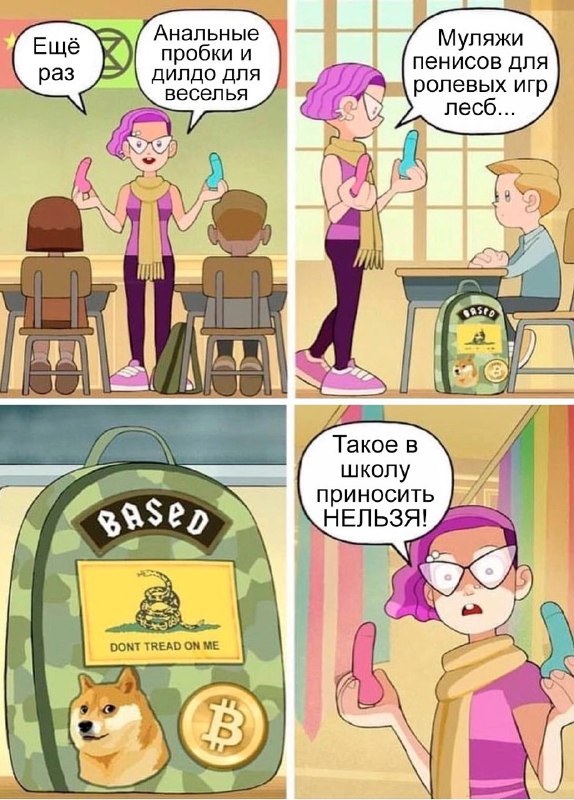 Ещё
раз
Анальные
пробки и
дилдо для
веселья
Муляжи
пенисов для
ролевых игр
лесб...
BASED
BASED
DONT TREAD ON ME
Такое в
школу
приносить
НЕЛЬЗЯ!